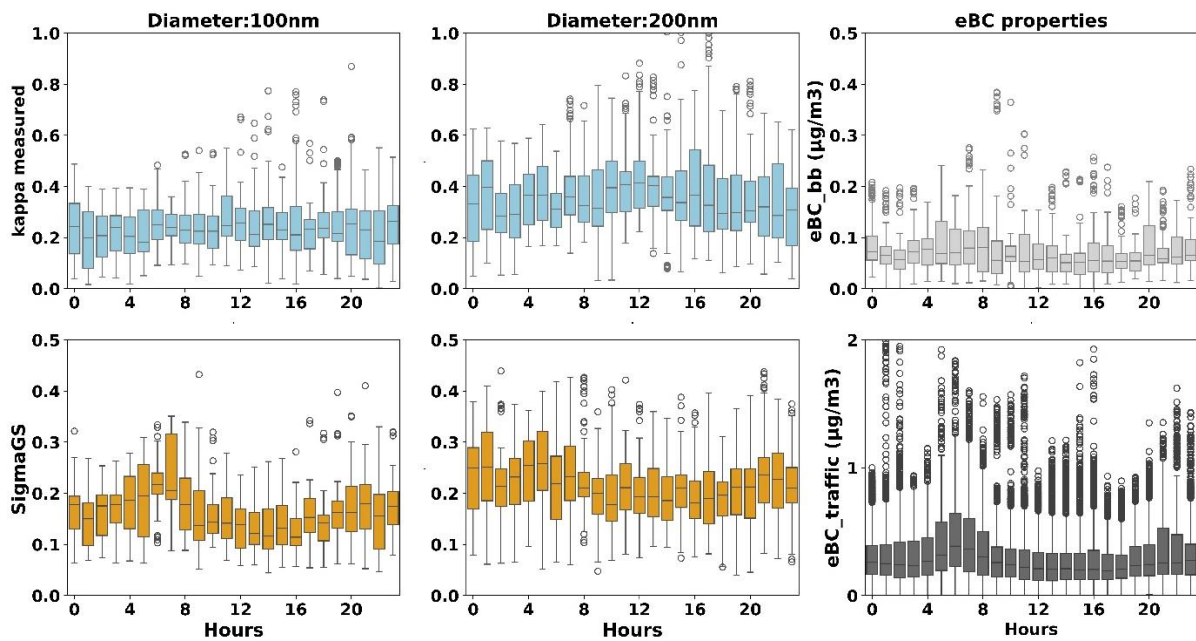 Diameter:100nm
Diameter:200nm
eBC properties
kappa measured
1.0
0.8
0.6
0.4
0.2
0.0
0 4 8 12 16 20
1.0
0.8
0.6
0.4
0.2
0.0
0 4 8 12 16 20
eBC_bb (µg/m3)
0.5
0.4
0.3
0.2
0.1
0.0
0 4 8 12 16 20
SigmaGS
0.5
0.4
0.3
0.2
0.1
0.0
0 4 8 12 16 20
Hours
0.5
0.4
0.3
0.2
0.1
0.0
0 4 8 12 16 20
Hours
eBC_traffic (µg/m3)
2
1
0
0 4 8 12 16 20
Hours